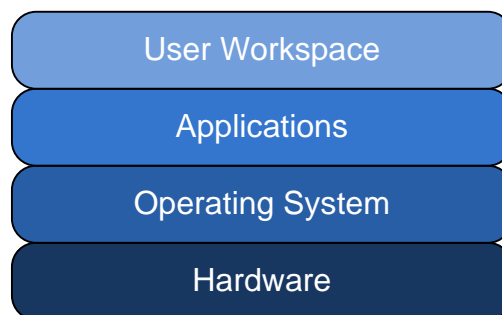 User Workspace
Applications
Operating System
Hardware